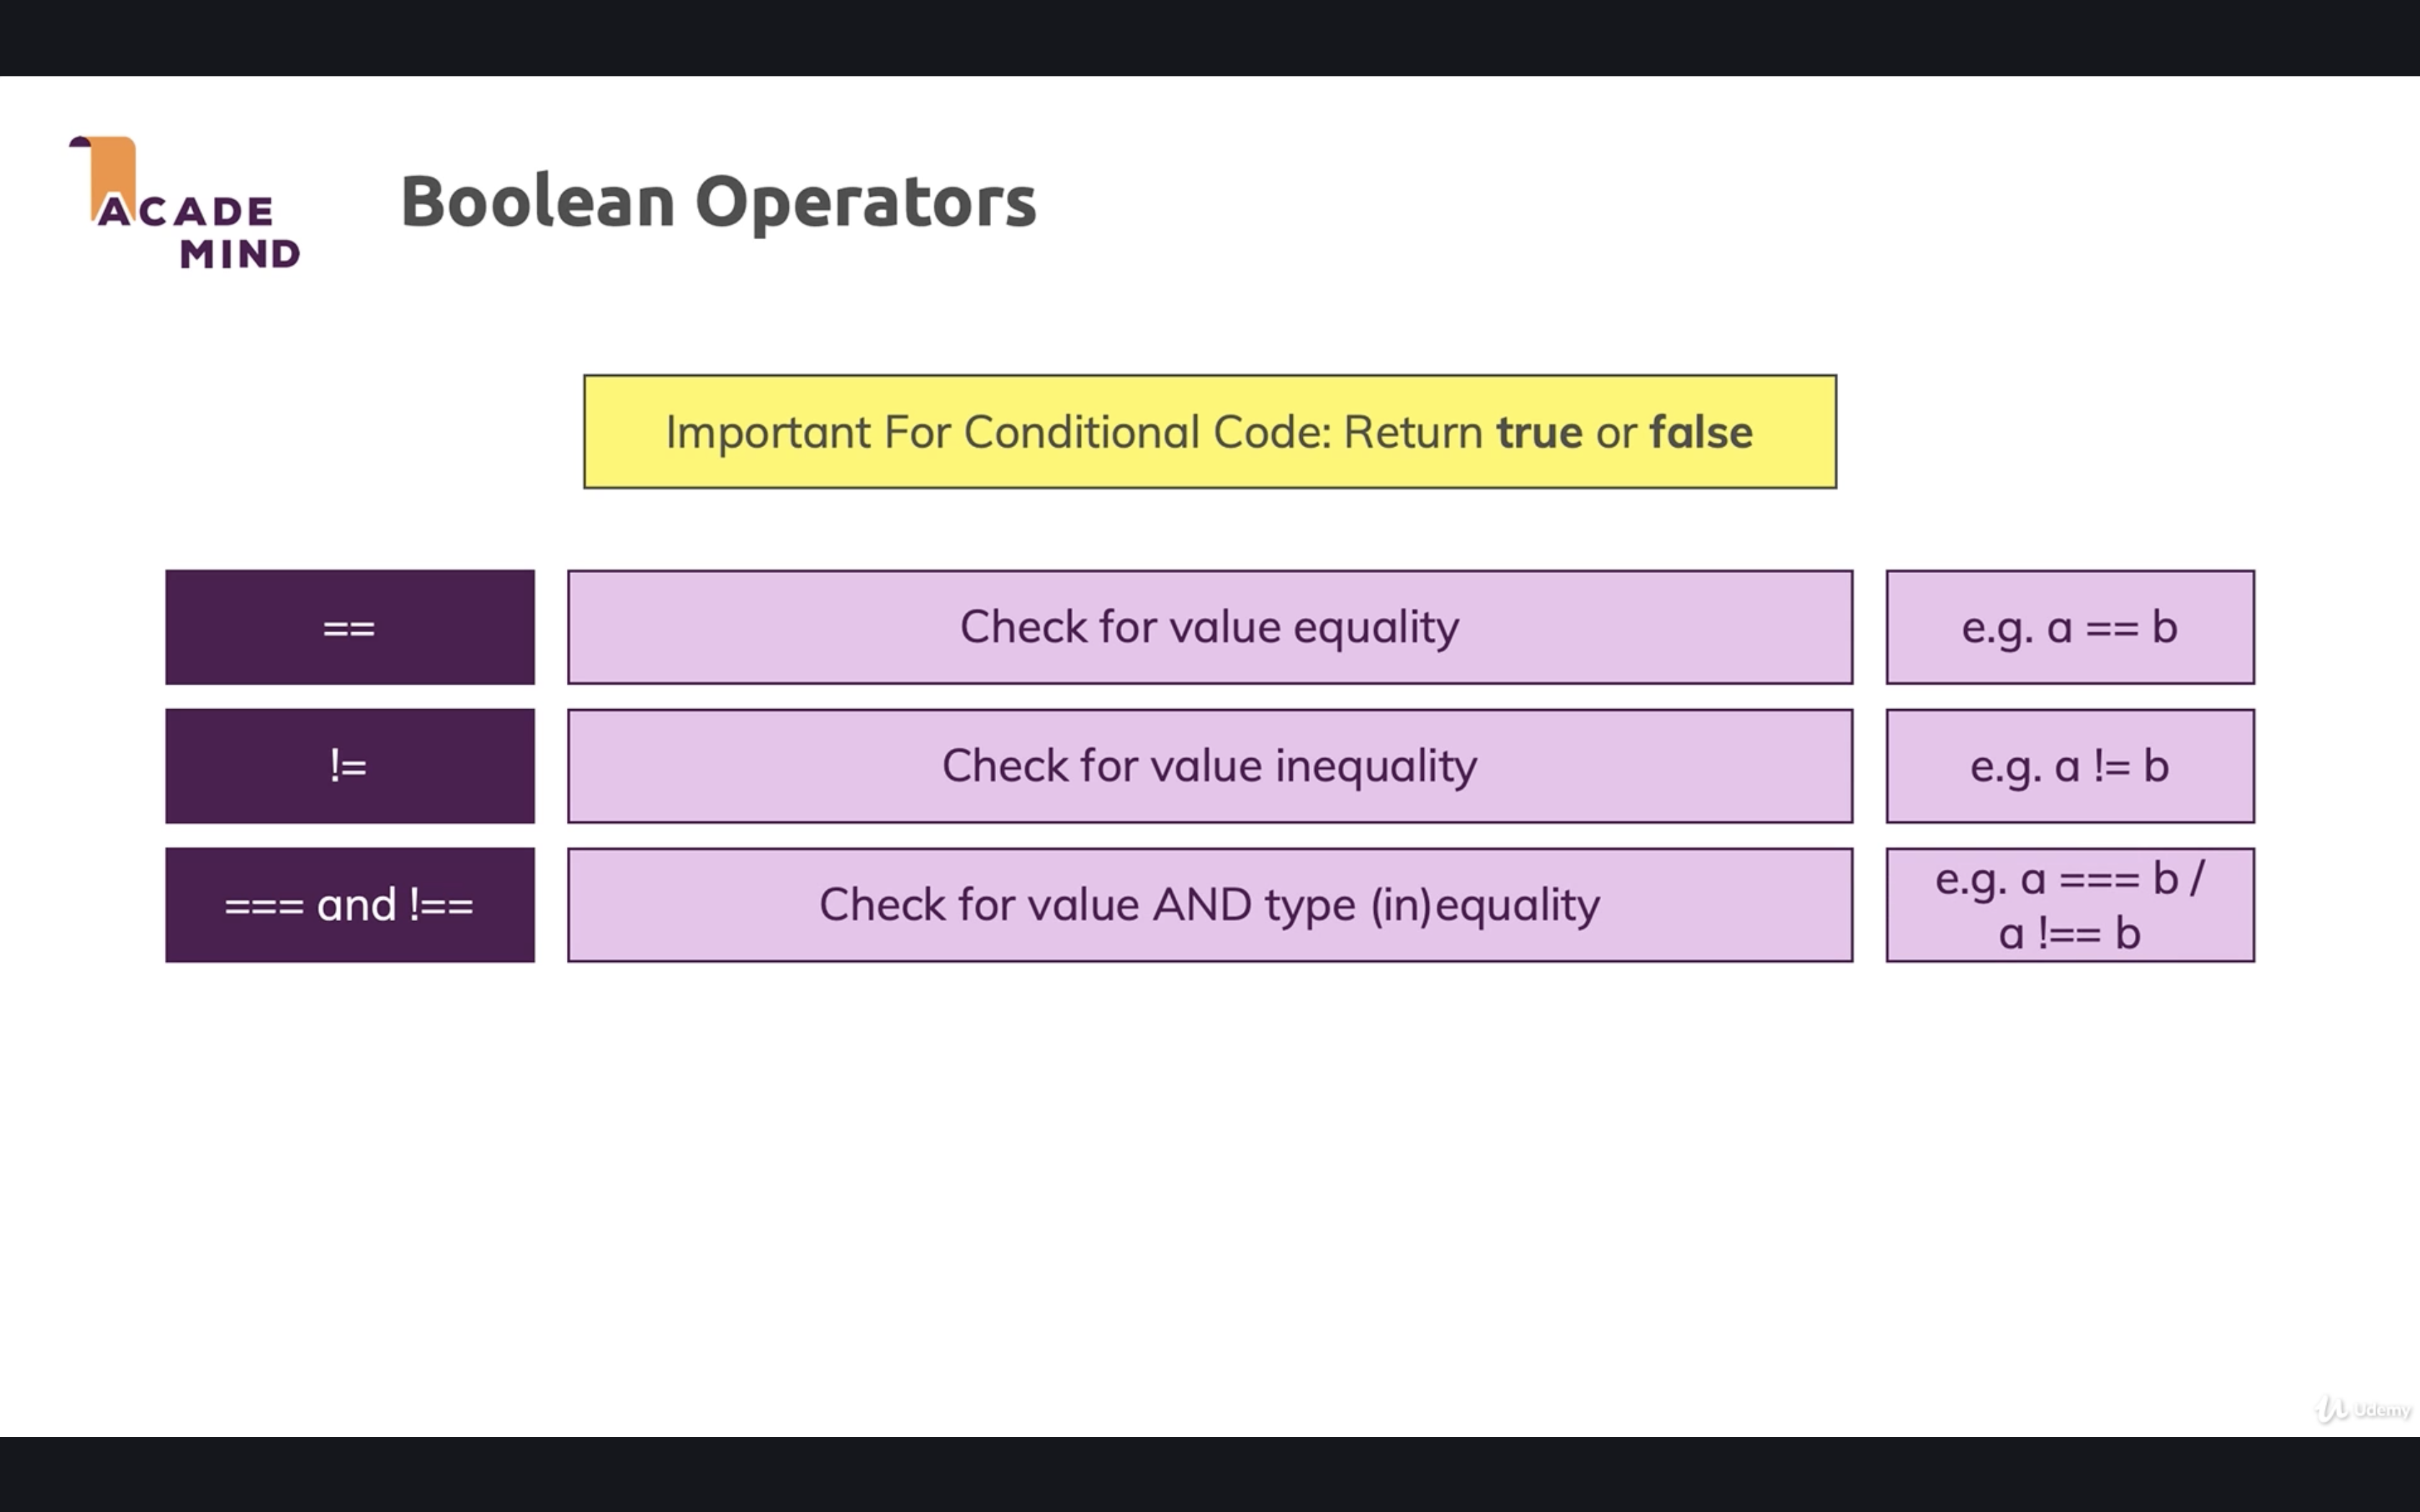 ACADE
MIND
Boolean Operators
Important For Conditional Code: Return true or false
==
Check for value equality
e.g. a == b
!=
Check for value inequality
e.g. a != b
=== and !==
Check for value AND type (in)equality
e.g. a === b /
a !== b
Udemy